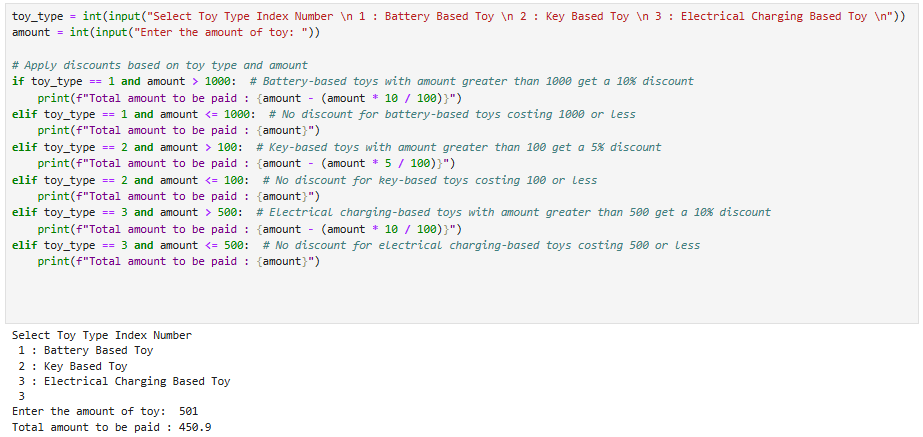 toy_type = int(input("Select Toy Type Index Number \n 1 : Battery Based Toy \n 2 : Key Based Toy \n 3 : Electrical Charging Based Toy \n"))
amount = int(input("Enter the amount of toy: "))

# Apply discounts based on toy type and amount
if toy_type == 1 and amount > 1000:  # Battery-based toys with amount greater than 1000 get a 10% discount
    print(f"Total amount to be paid : {amount - (amount * 10 / 100)}")
elif toy_type == 1 and amount <= 1000:  # No discount for battery-based toys costing 1000 or less
    print(f"Total amount to be paid : {amount}")
elif toy_type == 2 and amount > 100:  # Key-based toys with amount greater than 100 get a 5% discount
    print(f"Total amount to be paid : {amount - (amount * 5 / 100)}")
elif toy_type == 2 and amount <= 100:  # No discount for key-based toys costing 100 or less
    print(f"Total amount to be paid : {amount}")
elif toy_type == 3 and amount > 500:  # Electrical charging-based toys with amount greater than 500 get a 10% discount
    print(f"Total amount to be paid : {amount - (amount * 10 / 100)}")
elif toy_type == 3 and amount <= 500:  # No discount for electrical charging-based toys costing 500 or less
    print(f"Total amount to be paid : {amount}")

Select Toy Type Index Number
 1 : Battery Based Toy
 2 : Key Based Toy
 3 : Electrical Charging Based Toy
 3
Enter the amount of toy:  501
Total amount to be paid : 450.9